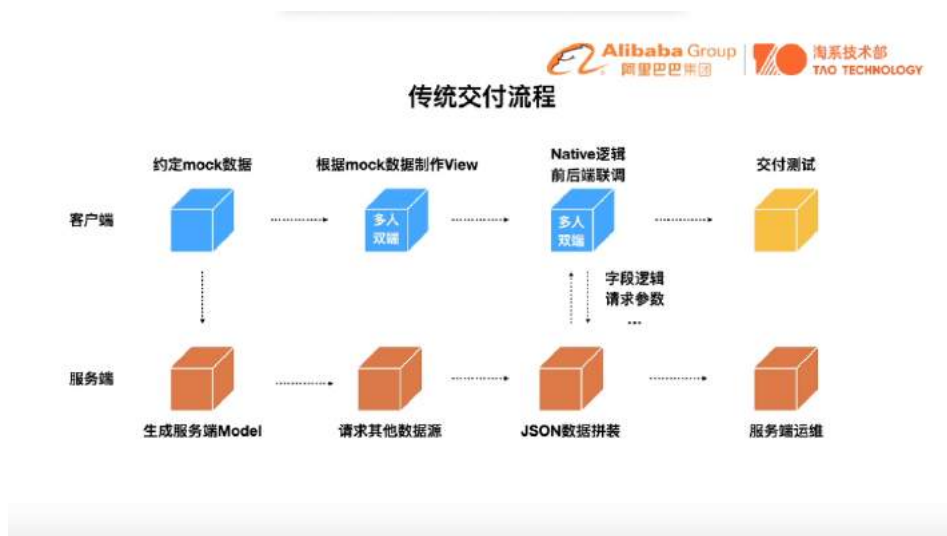 Alibaba Group
阿里巴巴集团
淘系技术部
TAO TECHNOLOGY
传统交付流程
约定mock数据
根据mock数据制作View
Native逻辑
前后端联调
交付测试
客户端
多人
双端
多人
双端
字段逻辑
请求参数
...
服务端
生成服务端Model
请求其他数据源
JSON数据拼装
服务端运维